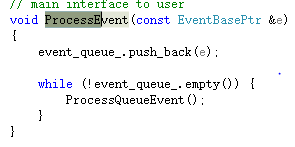 // main interface to user
void ProcessEvent(const EventBasePtr &e)
{
event_queue_.push_back(e);
while (!event_queue_.empty()) {
ProcessQueueEvent();
}
}